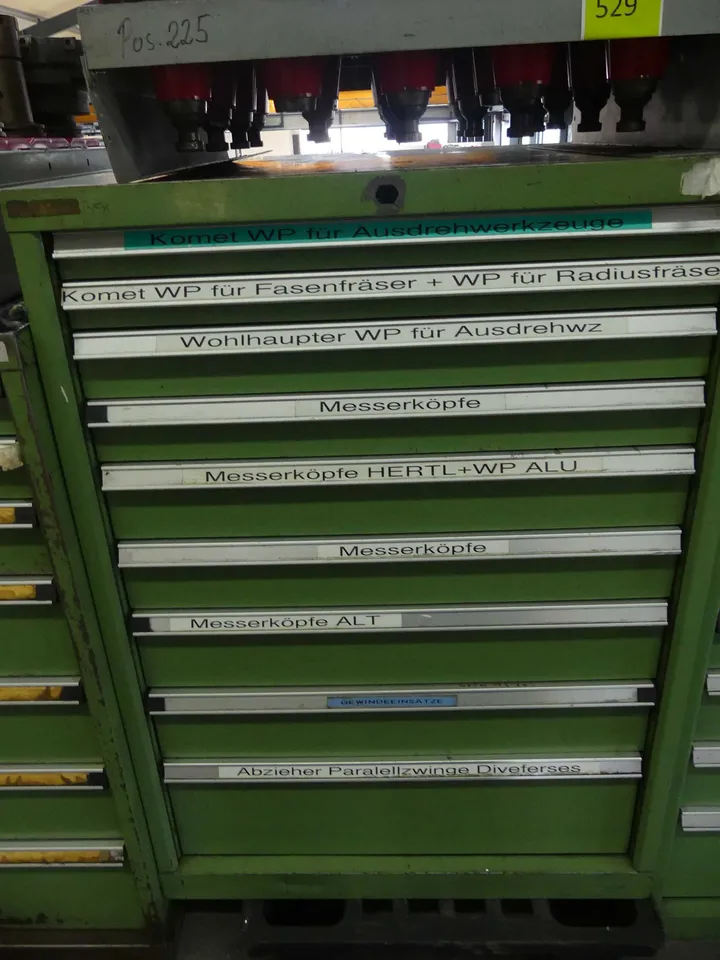 529
Pos.225
Komet WP für Ausdrehwerkzeuge
Komet WP für Fasenfräser + WP für Radiusfräse
Wohlhaupter WP für Ausdrehwz
Messerköpfe
Messerköpfe HERTL+WP ALU
Messerköpfe
Messerköpfe ALT
GEWINDEEINSÄTZE
Abzieher Paralellzwinge Diveferses